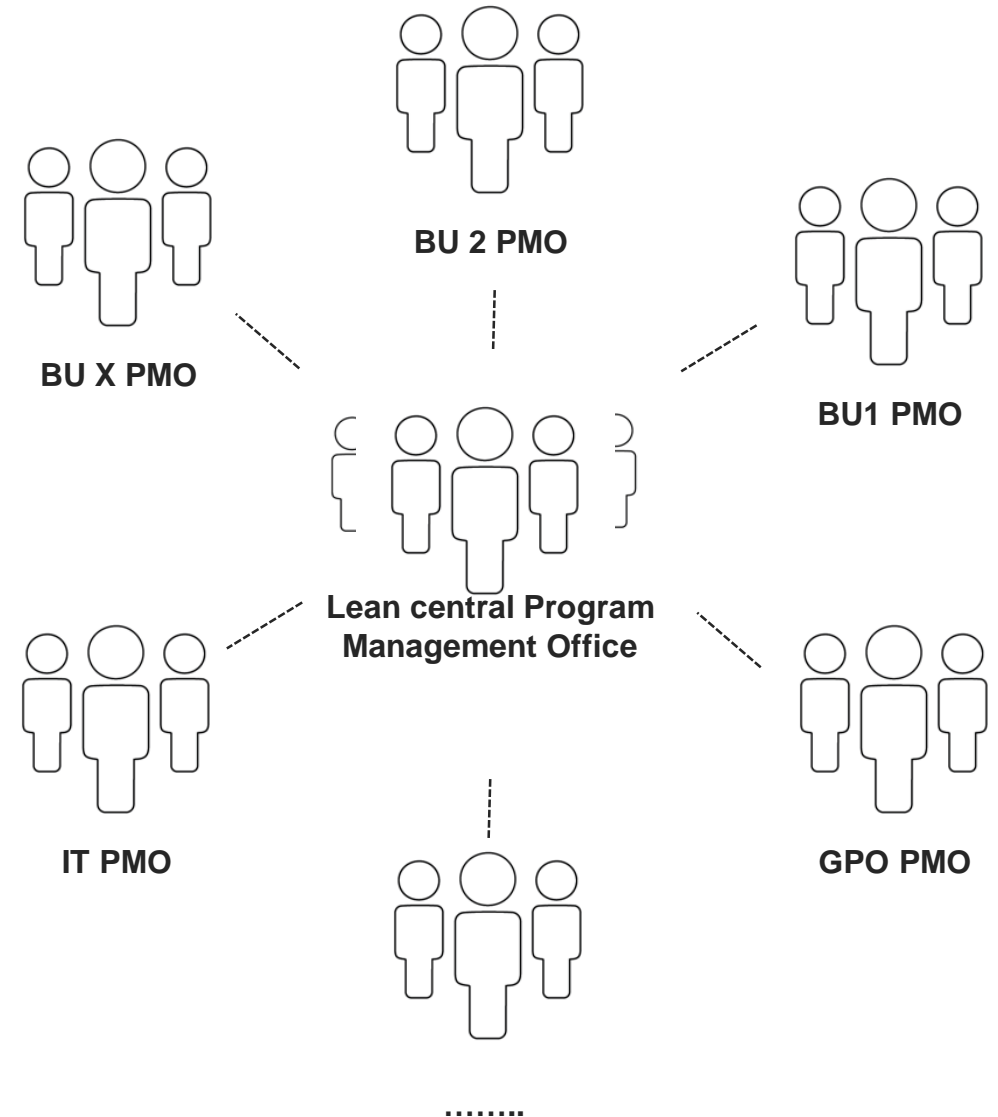 BU 2 PMO
BU X PMO
BU1 PMO
Lean central Program
Management Office
IT PMO
GPO PMO
........